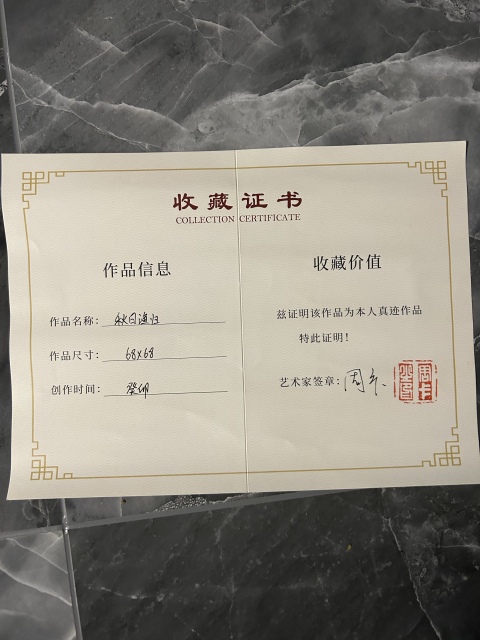 收藏证书
COLLECTION CERTIFICATE
作品信息
作品名称：秋日渔归
作品尺寸：68x68
创作时间：癸卯
收藏价值
兹证明该作品为本人真迹作品
特此证明！
艺术家签章：周